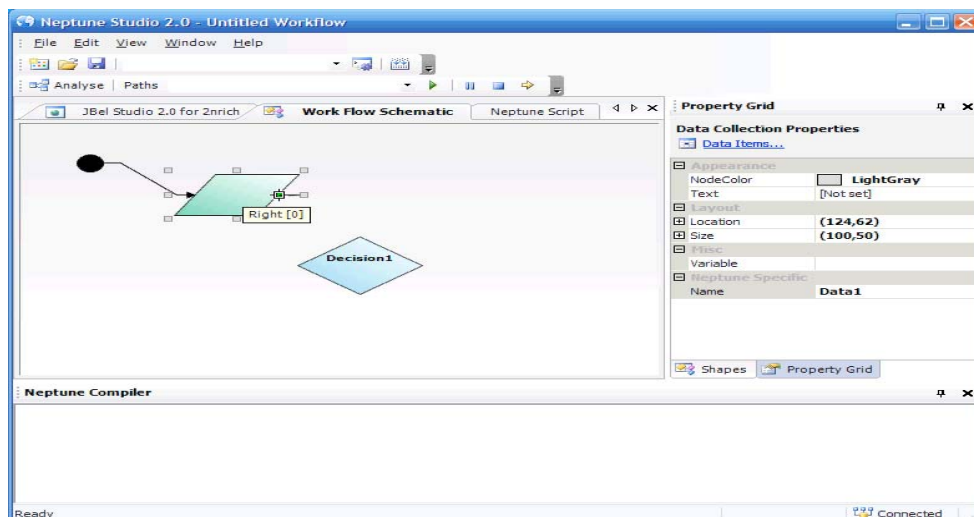 Neptune Studio 2.0 - Untitled Workflow
File Edit View Window Help
Analyse Paths
JBel Studio 2.0 for 2nrich Work Flow Schematic Neptune Script
Right [0]
Decision1
Property Grid
Data Collection Properties
Data Items...
Appearance
NodeColor LightGray
Text [Not set]
Layout
Location (124,62)
Size (100,50)
Misc
Variable
Neptune Specific
Name Data1
Shapes Property Grid
Neptune Compiler
Ready Connected